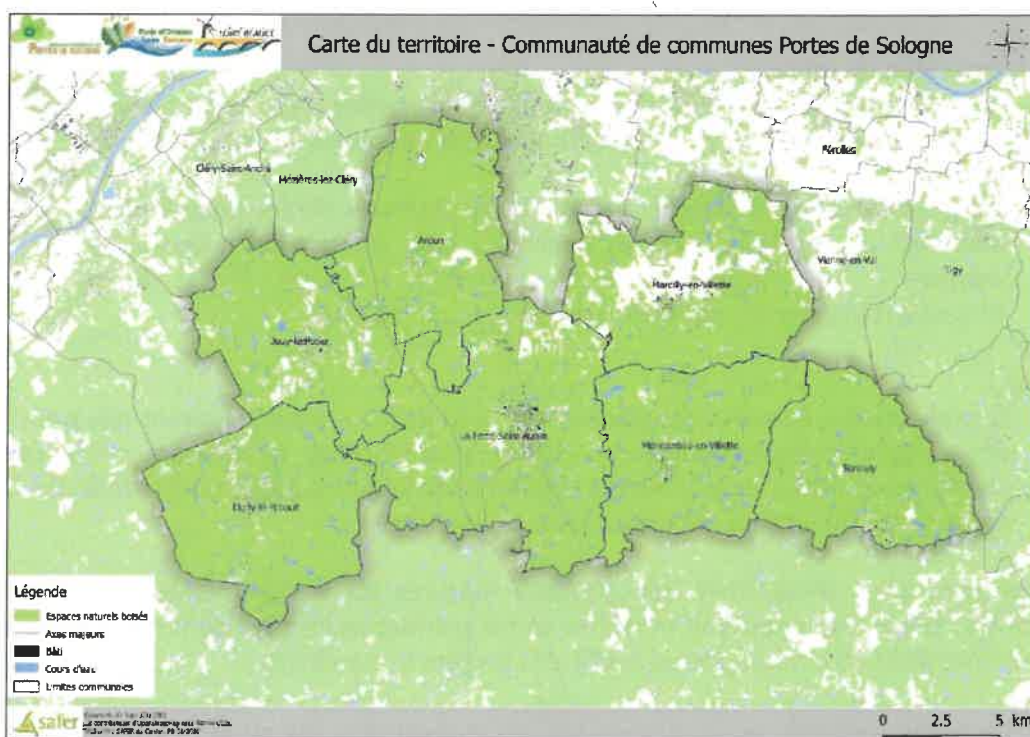 Carte du territoire - Communauté de communes Portes de Sologne
Férolles
Cléry-Saint-André
Mézières-lez-Cléry
Ardon
Vienne-en-Val
Tigy
Marcilly-en-Villette
Jouy-le-Potier
La Ferté-Saint-Aubin
Ménestreau-en-Villette
Sennely
Ligny-le-Ribault
Légende
Espaces naturels boisés
Axes majeurs
Bâti
Cours d'eau
Limites communales
safer
0 2.5 5 km